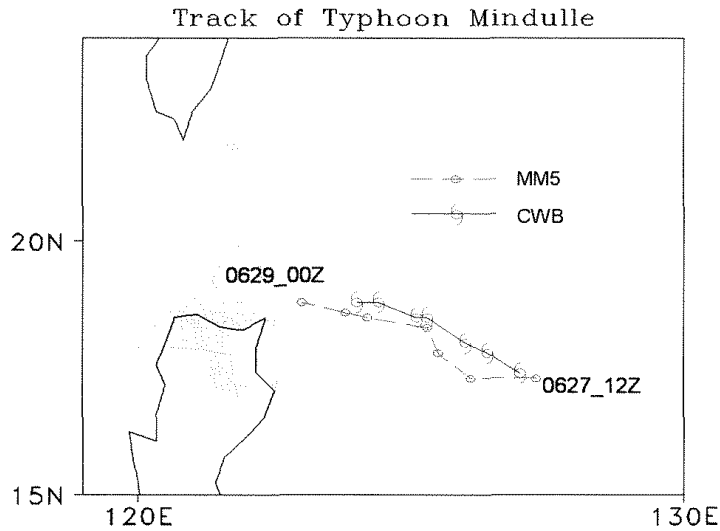 Track of Typhoon Mindulle
MM5
CWB
20N
0629_00Z
0627_12Z
15N
120E
130E